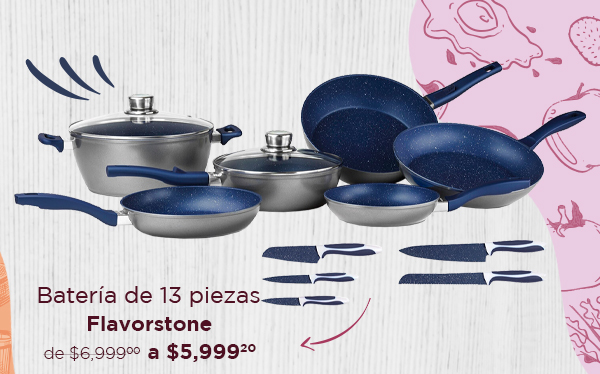 Batería de 13 piezas
Flavorstone
de $6,999⁰⁰ a $5,999²⁰